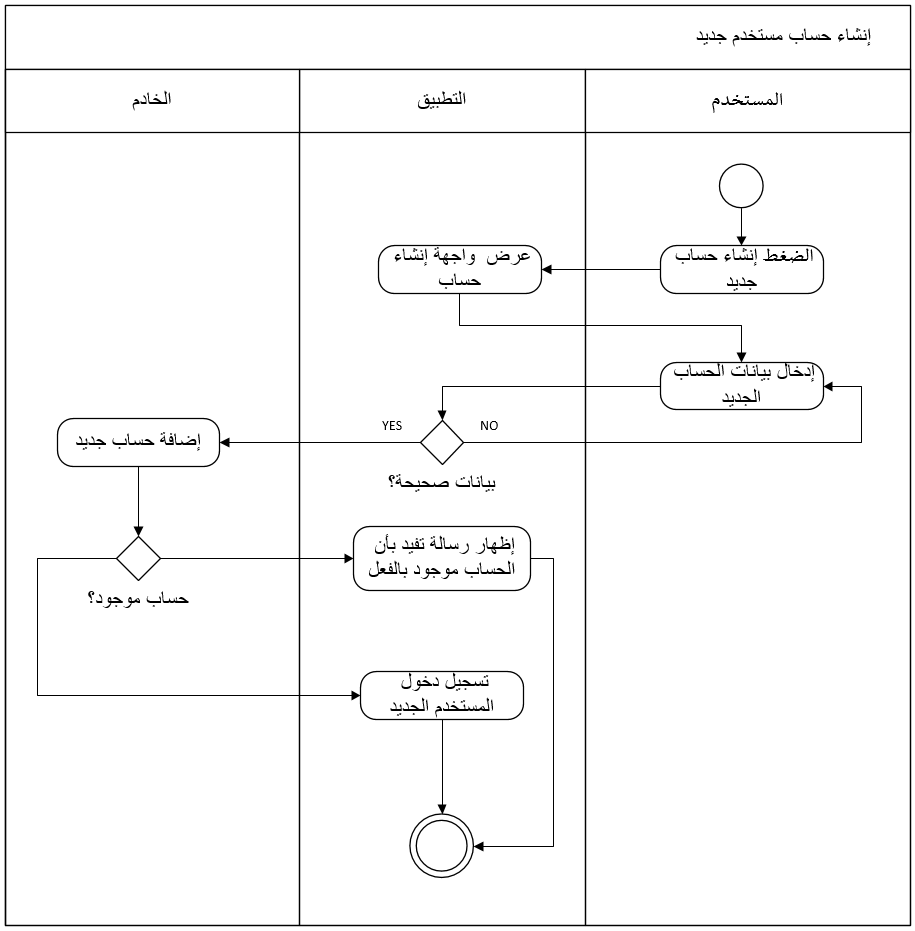 إنشاء حساب مستخدم جديد
المستخدم
التطبيق
الخادم
الضغط إنشاء حساب
جديد
عرض واجهة إنشاء
حساب
إدخال بيانات الحساب
الجديد
NO
YES
بيانات صحيحة؟
إضافة حساب جديد
حساب موجود؟
إظهار رسالة تفيد بأن
الحساب موجود بالفعل
تسجيل دخول
المستخدم الجديد